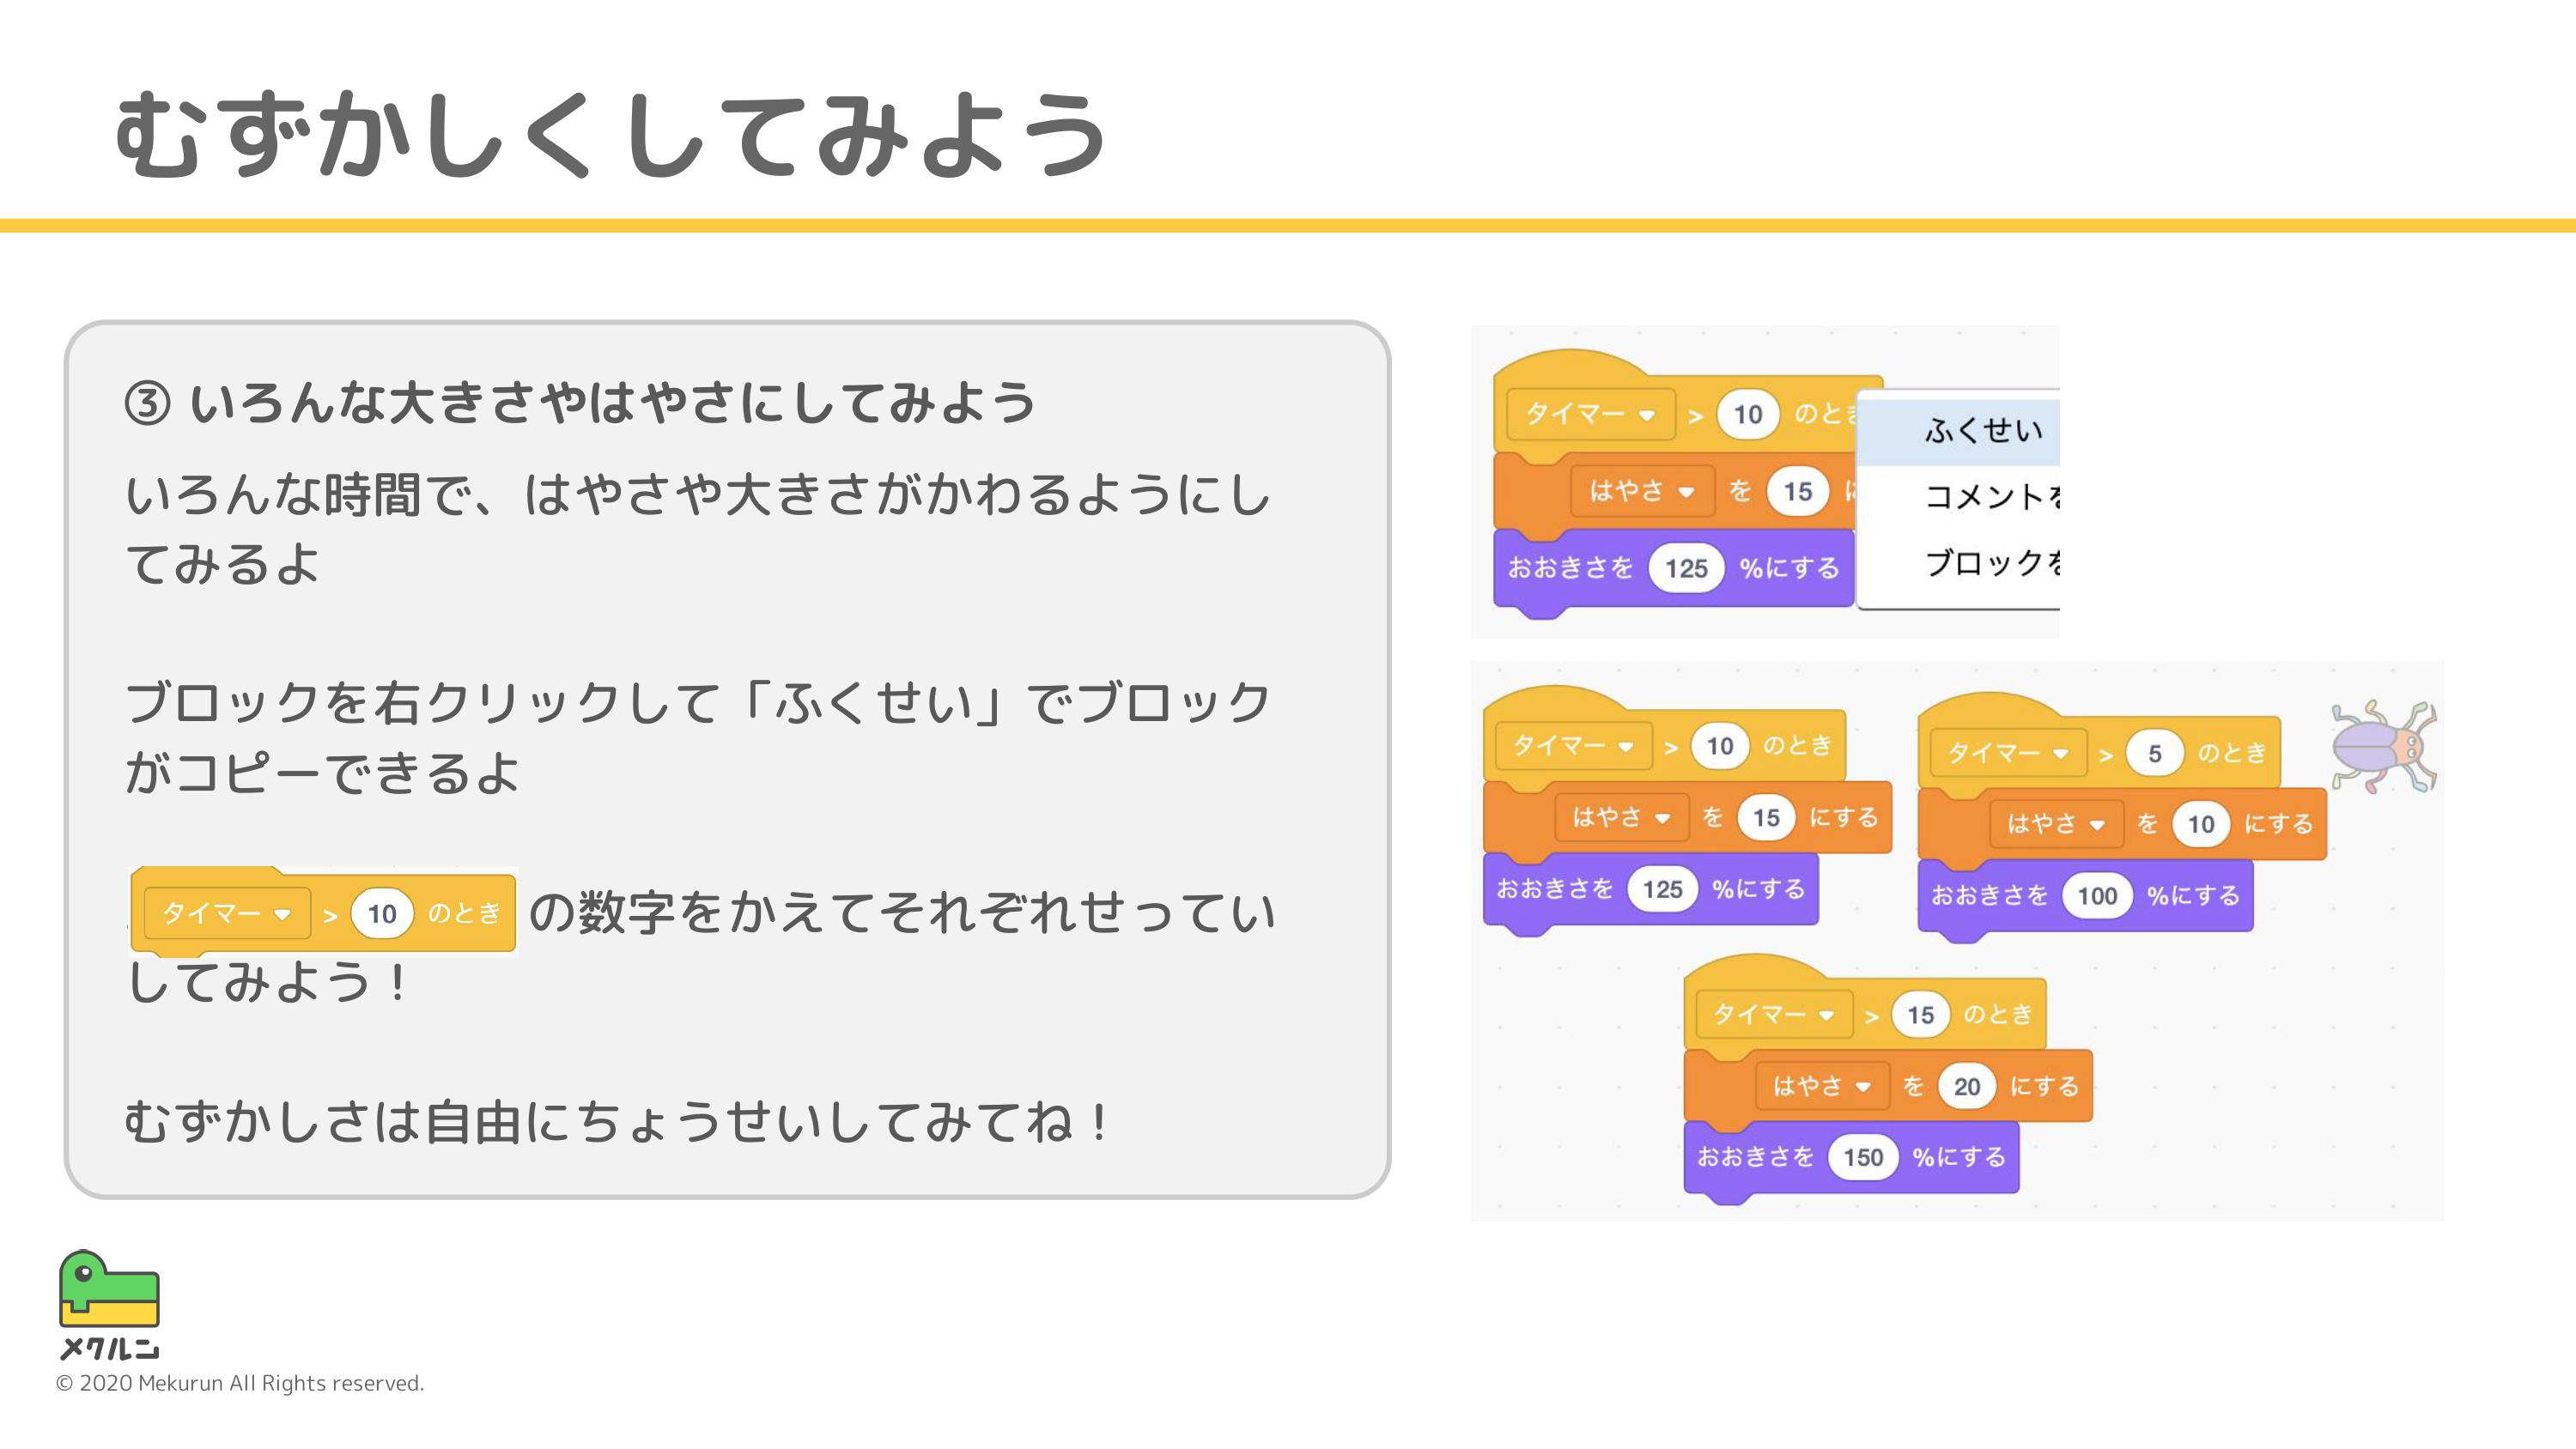 むずかしくしてみよう
③ いろんな大きさやはやさにしてみよう
いろんな時間で、はやさや大きさがかわるようにし
てみるよ
ブロックを右クリックして「ふくせい」でブロック
がコピーできるよ
タイマー > 10 のとき の数字をかえてそれぞれせってい
してみよう！
むずかしさは自由にちょうせいしてみてね！
タイマー > 10 のとき
はやさ を 15 に
おおきさを 125 %にする
ふくせい
コメントを
ブロックを
タイマー > 10 のとき
はやさ を 15 にする
おおきさを 125 %にする
タイマー > 5 のとき
はやさ を 10 にする
おおきさを 100 %にする
タイマー > 15 のとき
はやさ を 20 にする
おおきさを 150 %にする
メクルン
© 2020 Mekurun All Rights reserved.